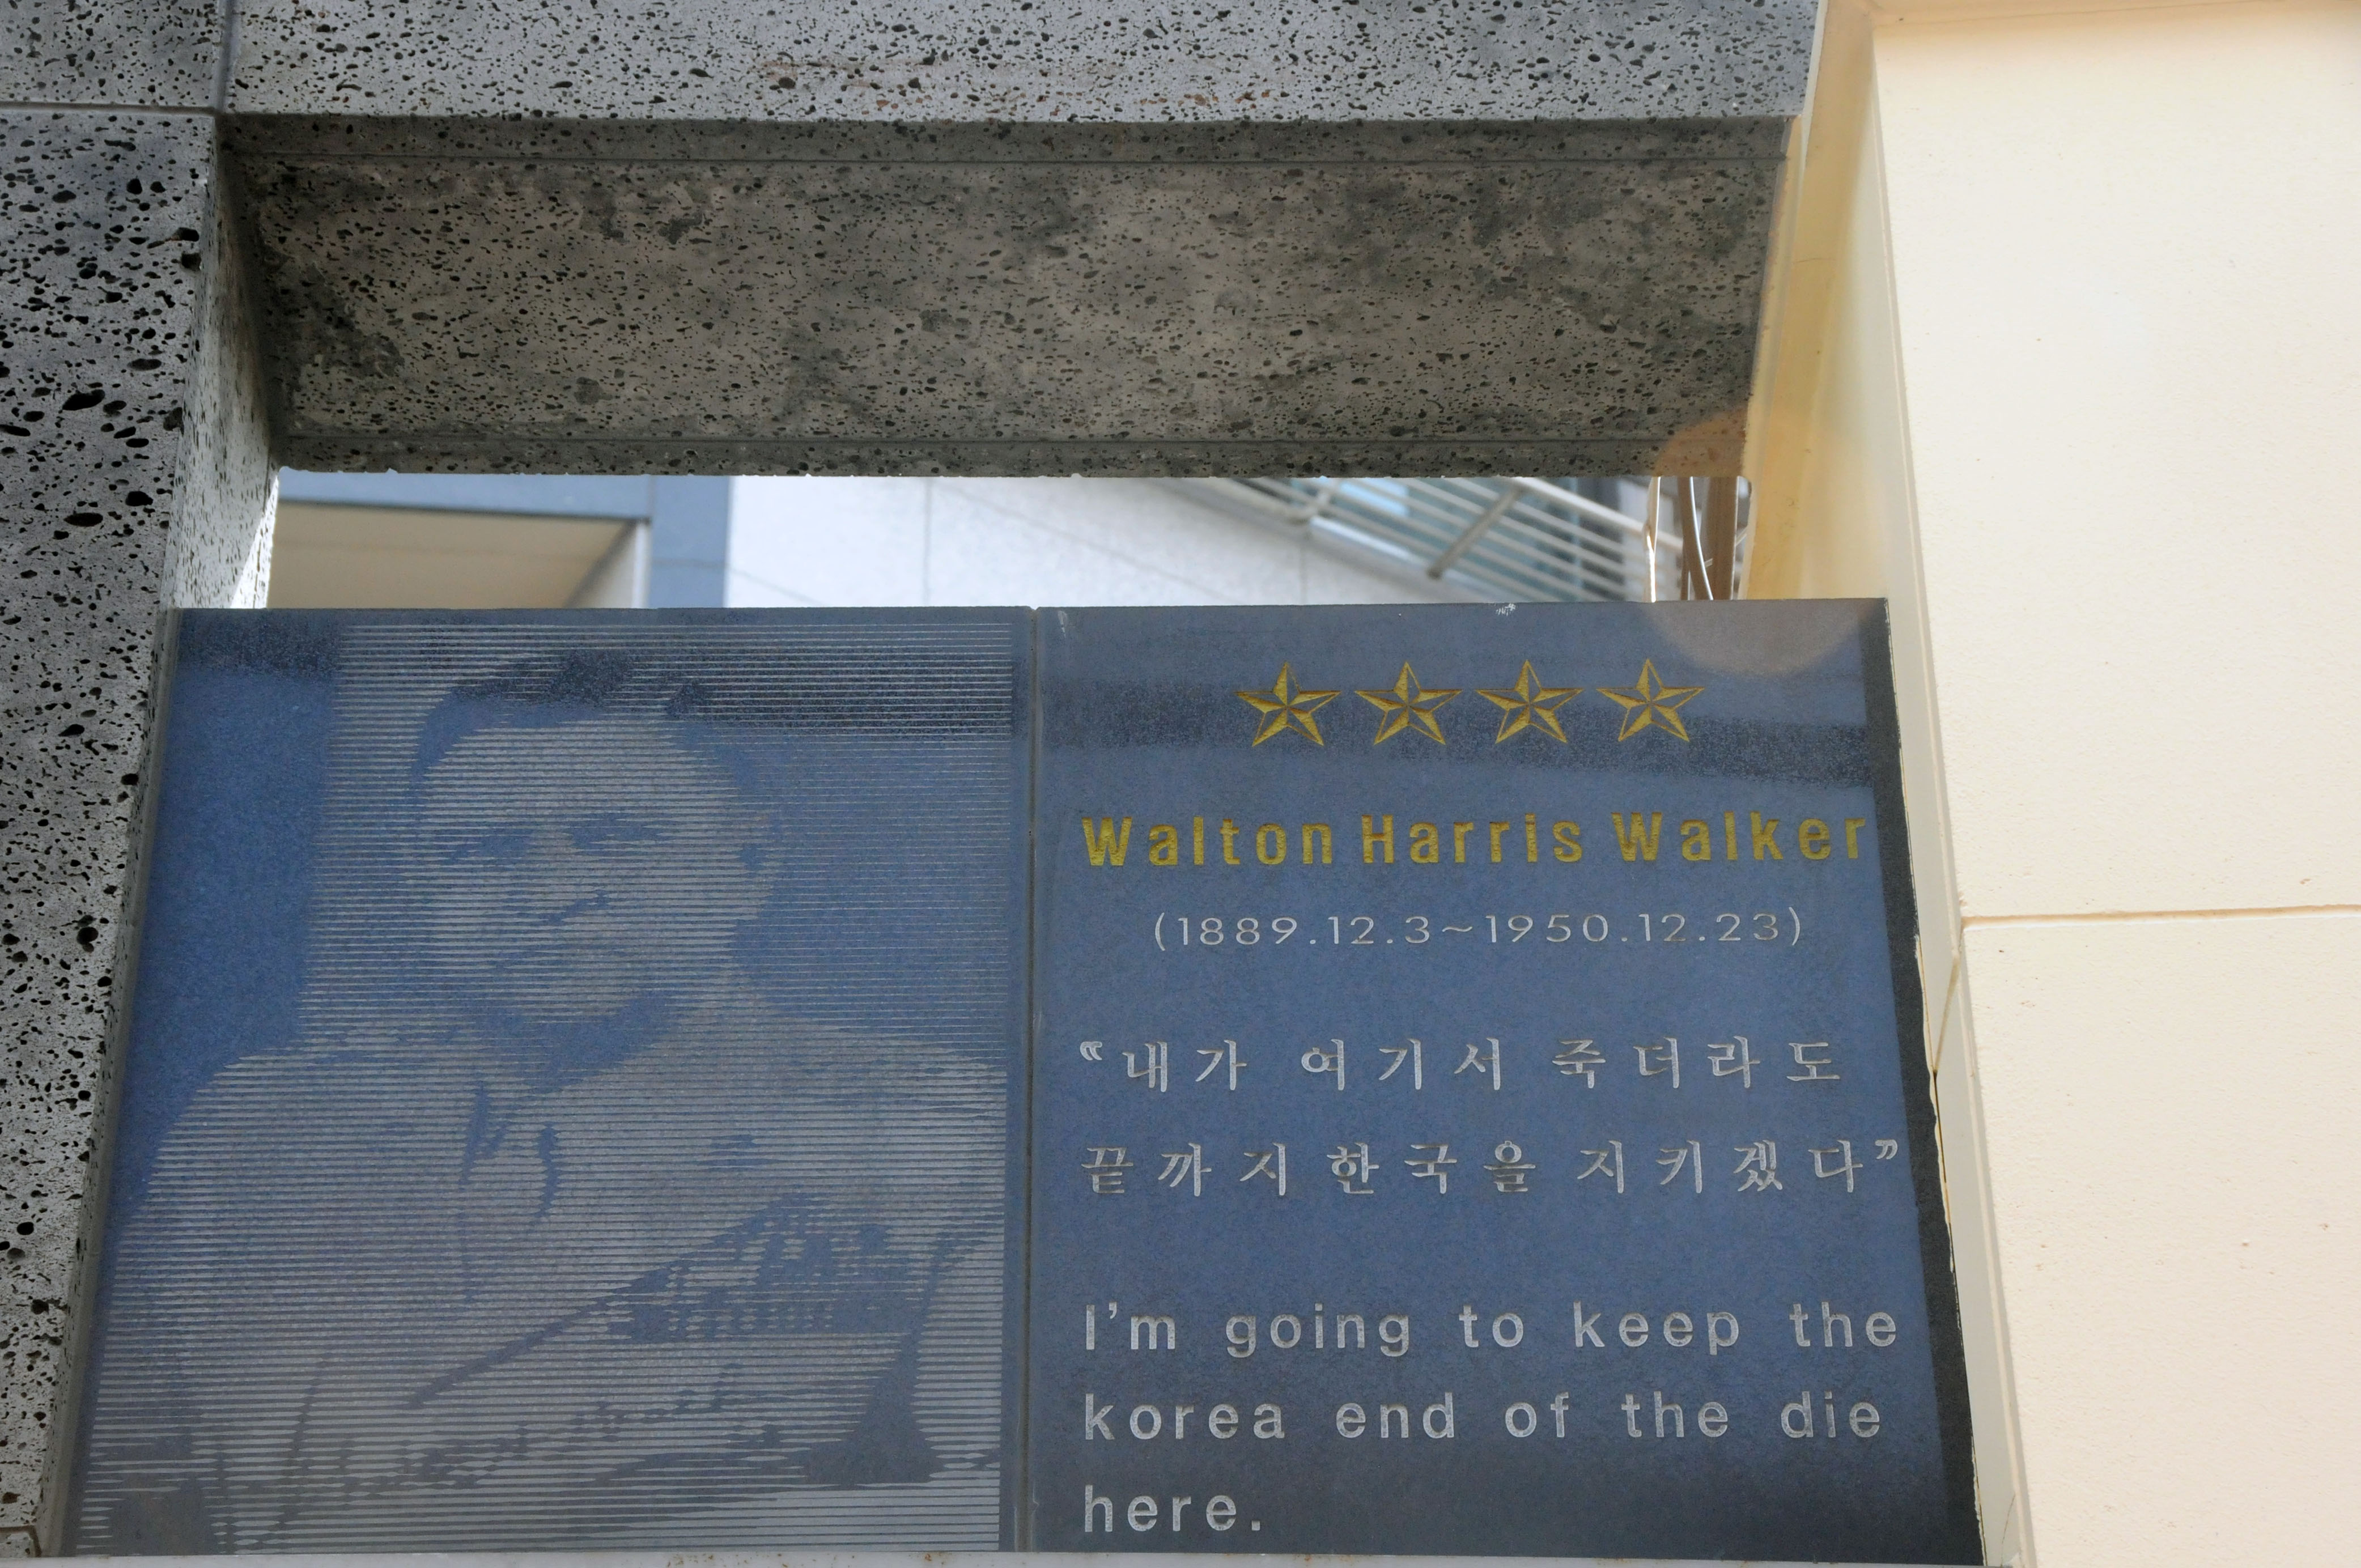 Walton Harris Walker
(1889.12.3~1950.12.23)
“내가 여기서 죽더라도
끝까지 한국을 지키겠다”
I'm going to keep the
korea end of the die
here.